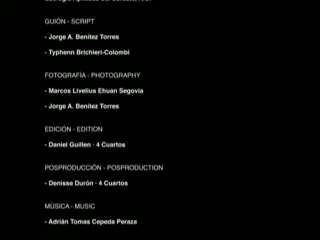 GUIÓN - SCRIPT
- Jorge A. Benítez Torres
- Typhenn Brichieri-Colombi
FOTOGRAFÍA - PHOTOGRAPHY
- Marcos Livelius Ehuan Segovia
- Jorge A. Benítez Torres
EDICIÓN - EDITION
- Daniel Guillen · 4 Cuartos
POSPRODUCCIÓN - POSPRODUCTION
- Denisse Durón · 4 Cuartos
MÚSICA - MUSIC
- Adrián Tomas Cepeda Peraza